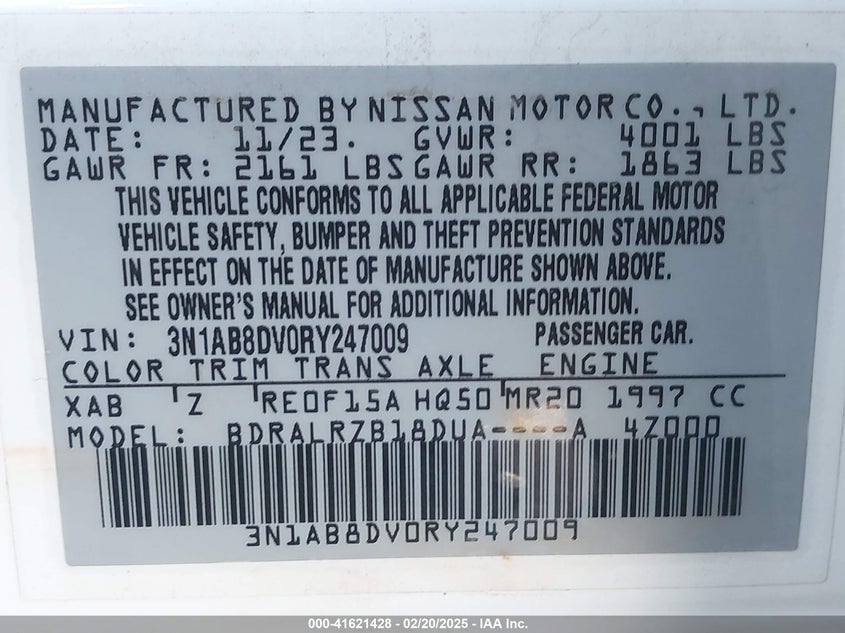 MANUFACTURED BY NISSAN MOTOR CO., LTD.
DATE: 11/23. GVWR: 4001 LBS
GAWR FR: 2161 LBS GAWR RR: 1863 LBS
THIS VEHICLE CONFORMS TO ALL APPLICABLE FEDERAL MOTOR
VEHICLE SAFETY, BUMPER AND THEFT PREVENTION STANDARDS
IN EFFECT ON THE DATE OF MANUFACTURE SHOWN ABOVE.
SEE OWNER'S MANUAL FOR ADDITIONAL INFORMATION.
VIN: 3N1AB8DV0RY247009 PASSENGER CAR.
COLOR TRIM TRANS AXLE ENGINE
XAB Z RE0F15A HQ50 MR20 1997 CC
MODEL: BDRALRZB18DUA----A 4Z000
3N1AB8DV0RY247009
000-41621428 - 02/20/2025 - IAA Inc.